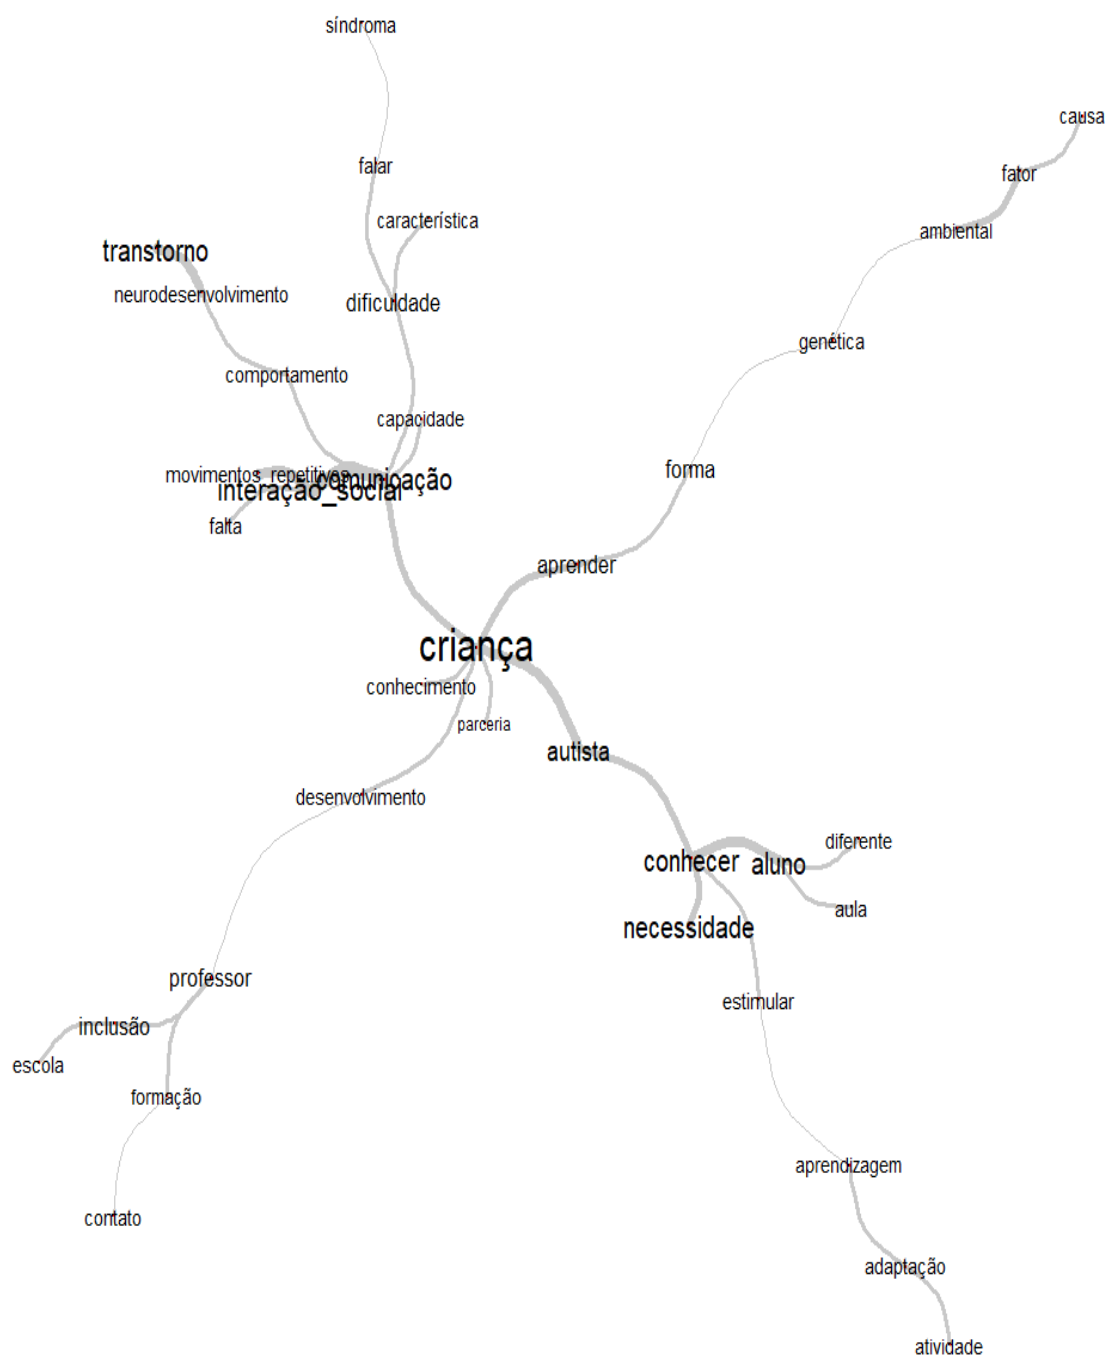 síndroma
causa
falar
fator
característica
ambiental
transtorno
neurodesenvolvimento
dificuldade
genética
comportamento
capacidade
forma
movimentos_repetitivos
comunicação
interação_social
falta
aprender
criança
conhecimento
parceria
autista
desenvolvimento
diferente
conhecer
aluno
aula
necessidade
professor
estimular
inclusão
escola
formação
aprendizagem
contato
adaptação
atividade